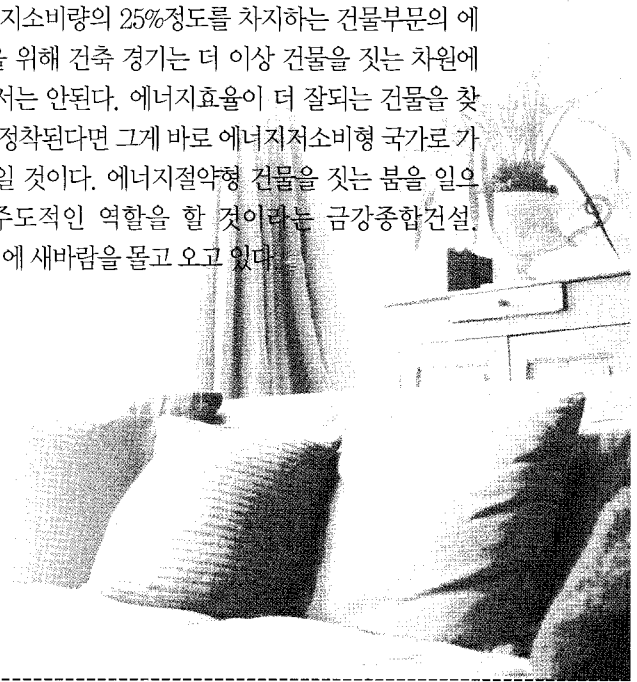 지소비량의 25%정도를 차지하는 건물부문의 에
위해 건축 경기는 더 이상 건물을 짓는 차원에
서는 안된다. 에너지효율이 더 잘되는 건물을 찾
정착된다면 그게 바로 에너지저소비형 국가로 가
일 것이다. 에너지절약형 건물을 짓는 붐을 일으
주도적인 역할을 할 것이라는 금강종합건설.
에 새바람을 몰고 오고 있다.